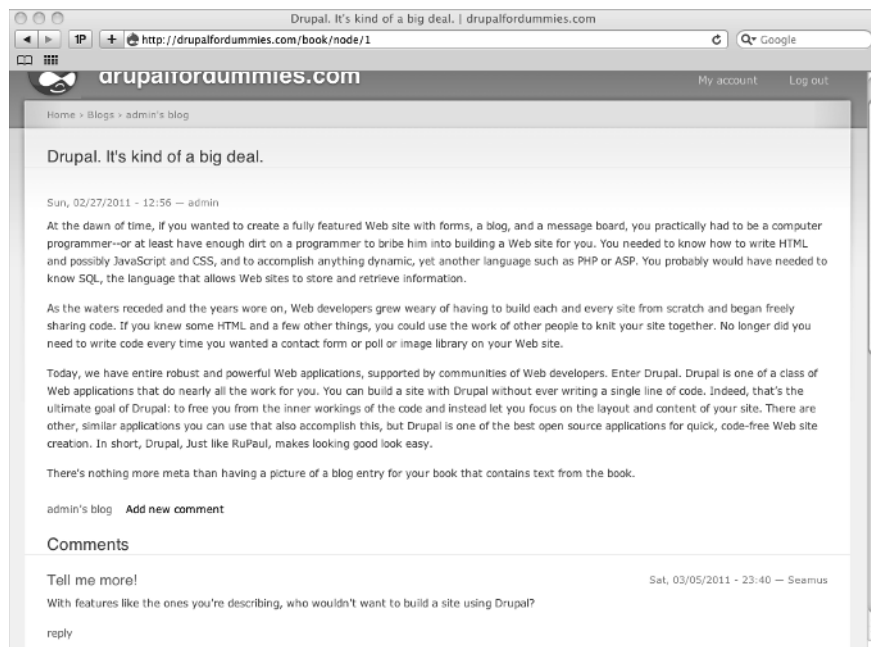 Drupal. It's kind of a big deal. | drupalfordummies.com
1P + http://drupalfordummies.com/book/node/1 Google
drupalfordummies.com
My account Log out
Home › Blogs › admin's blog
Drupal. It's kind of a big deal.
Sun, 02/27/2011 - 12:56 — admin
At the dawn of time, if you wanted to create a fully featured Web site with forms, a blog, and a message board, you practically had to be a computer
programmer--or at least have enough dirt on a programmer to bribe him into building a Web site for you. You needed to know how to write HTML
and possibly JavaScript and CSS, and to accomplish anything dynamic, yet another language such as PHP or ASP. You probably would have needed to
know SQL, the language that allows Web sites to store and retrieve information.
As the waters receded and the years wore on, Web developers grew weary of having to build each and every site from scratch and began freely
sharing code. If you knew some HTML and a few other things, you could use the work of other people to knit your site together. No longer did you
need to write code every time you wanted a contact form or poll or image library on your Web site.
Today, we have entire robust and powerful Web applications, supported by communities of Web developers. Enter Drupal. Drupal is one of a class of
Web applications that do nearly all the work for you. You can build a site with Drupal without ever writing a single line of code. Indeed, that's the
ultimate goal of Drupal: to free you from the inner workings of the code and instead let you focus on the layout and content of your site. There are
other, similar applications you can use that also accomplish this, but Drupal is one of the best open source applications for quick, code-free Web site
creation. In short, Drupal, Just like RuPaul, makes looking good look easy.
There's nothing more meta than having a picture of a blog entry for your book that contains text from the book.
admin's blog Add new comment
Comments
Tell me more!
Sat, 03/05/2011 - 23:40 — Seamus
With features like the ones you're describing, who wouldn't want to build a site using Drupal?
reply